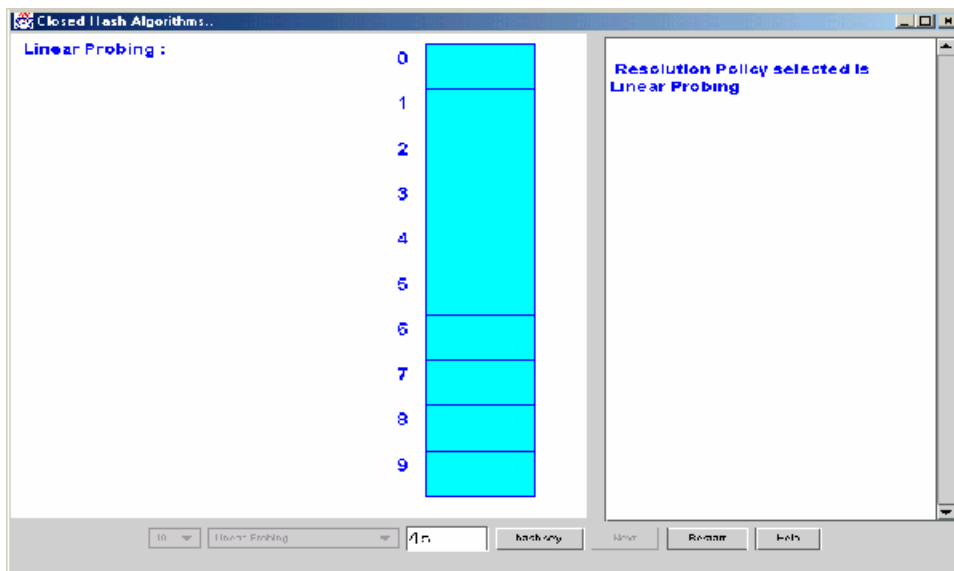 Closed Hash Algorithms..
Linear Probing :
0
1
2
3
4
5
6
7
8
9
Resolution Policy selected is
Linear Probing
10
Linear Probing
hash key
Next
Restart
Help